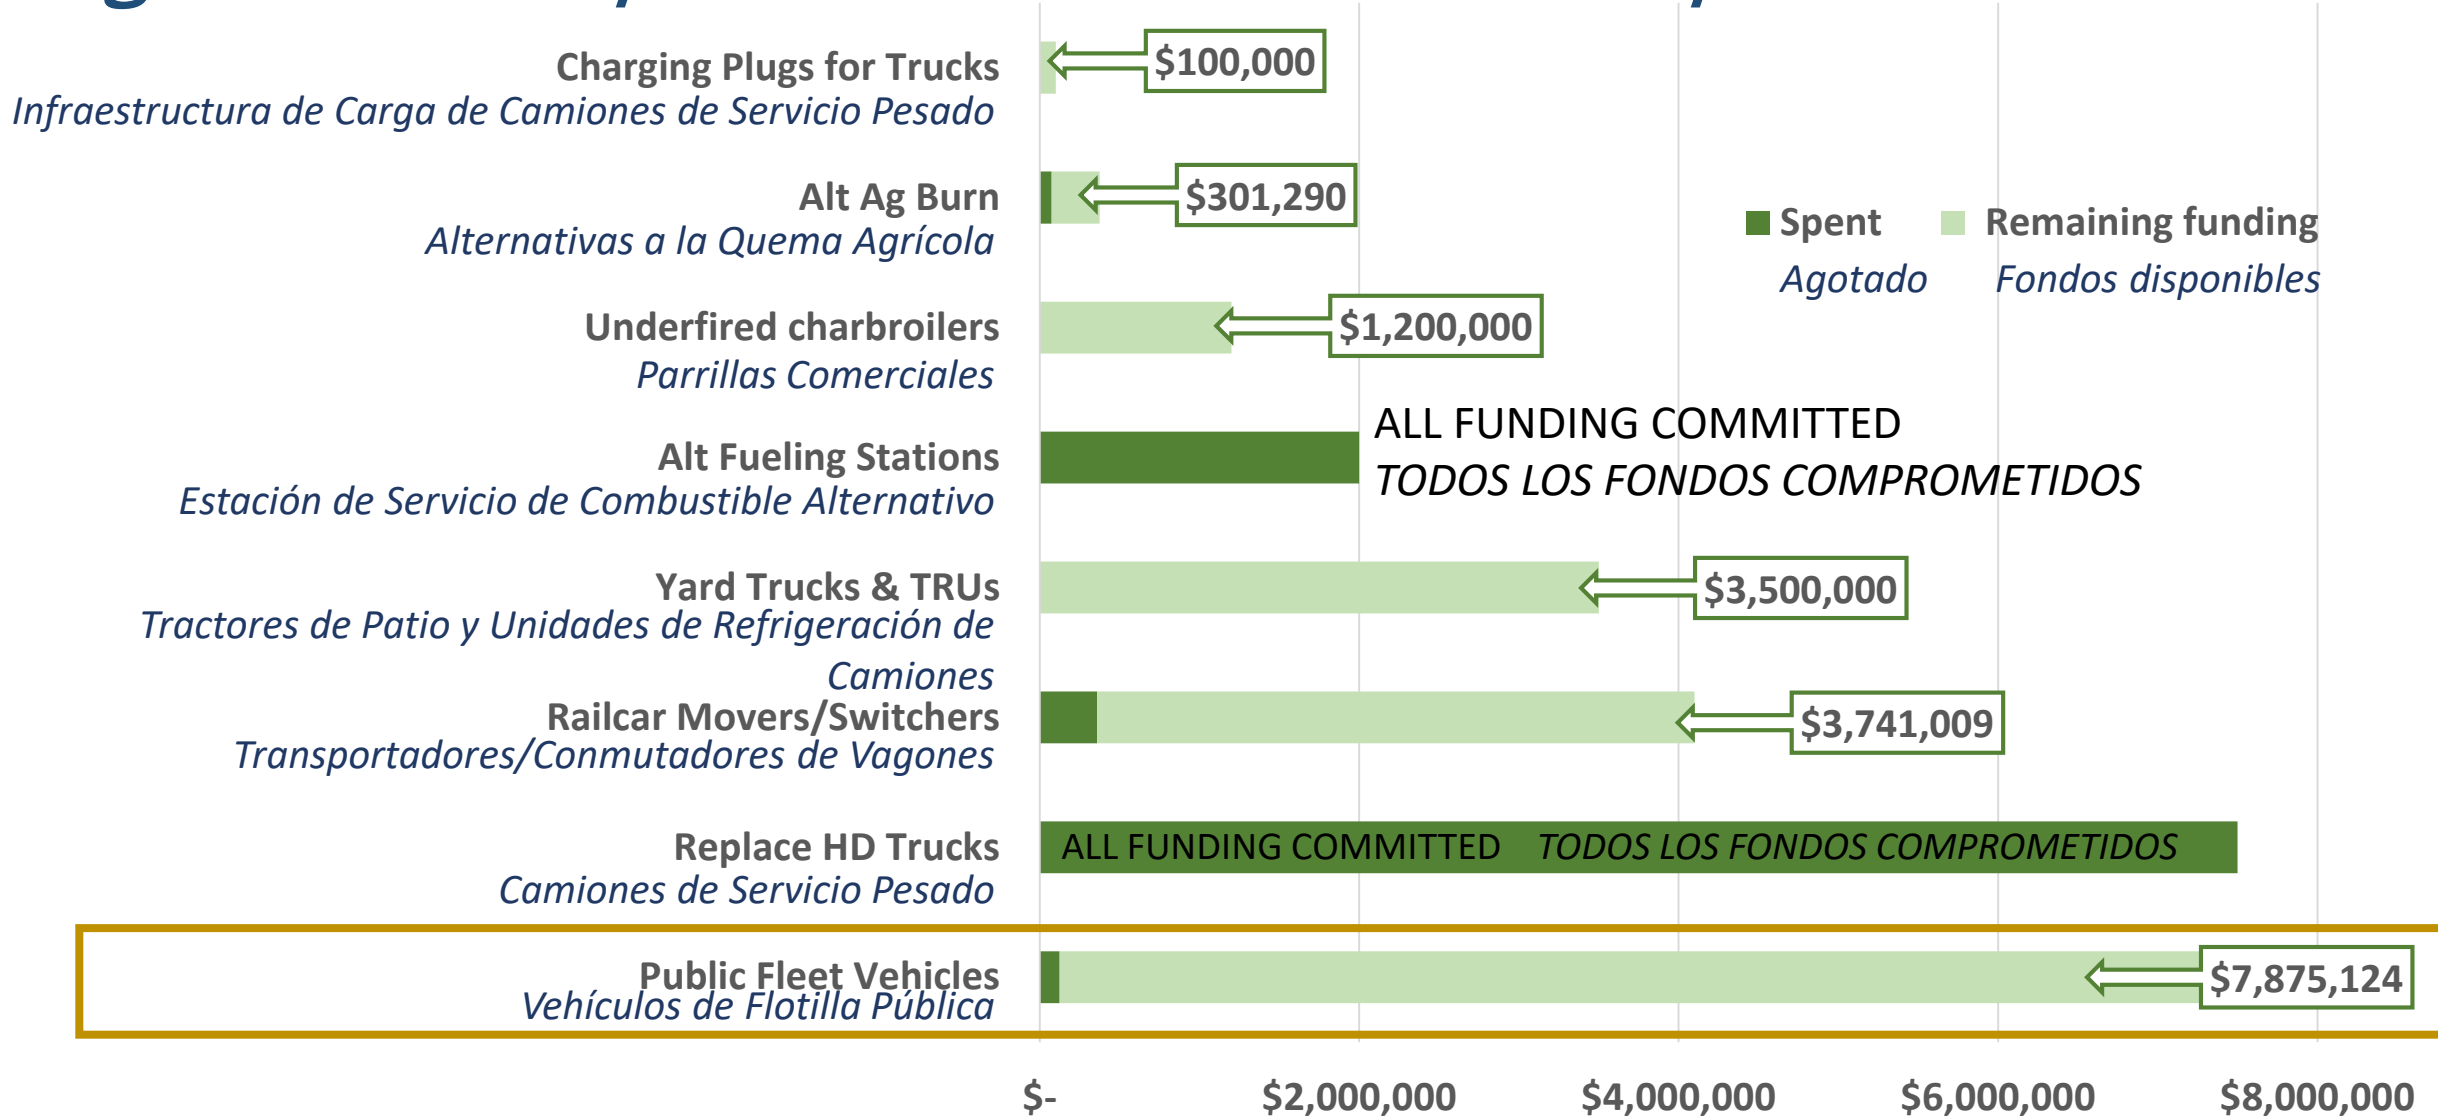 Charging Plugs for Trucks
$100,000
Infraestructura de Carga de Camiones de Servicio Pesado
Alt Ag Burn
$301,290
Alternativas a la Quema Agrícola
Spent
Remaining funding
Agotado
Fondos disponibles
Underfired charbroilers
$1,200,000
Parrillas Comerciales
Alt Fueling Stations
ALL FUNDING COMMITTED
TODOS LOS FONDOS COMPROMETIDOS
Estación de Servicio de Combustible Alternativo
Yard Trucks & TRUs
$3,500,000
Tractores de Patio y Unidades de Refrigeración de
Camiones
Railcar Movers/Switchers
$3,741,009
Transportadores/Conmutadores de Vagones
Replace HD Trucks
ALL FUNDING COMMITTED TODOS LOS FONDOS COMPROMETIDOS
Camiones de Servicio Pesado
Public Fleet Vehicles
$7,875,124
Vehículos de Flotilla Pública
$- $2,000,000 $4,000,000 $6,000,000 $8,000,000